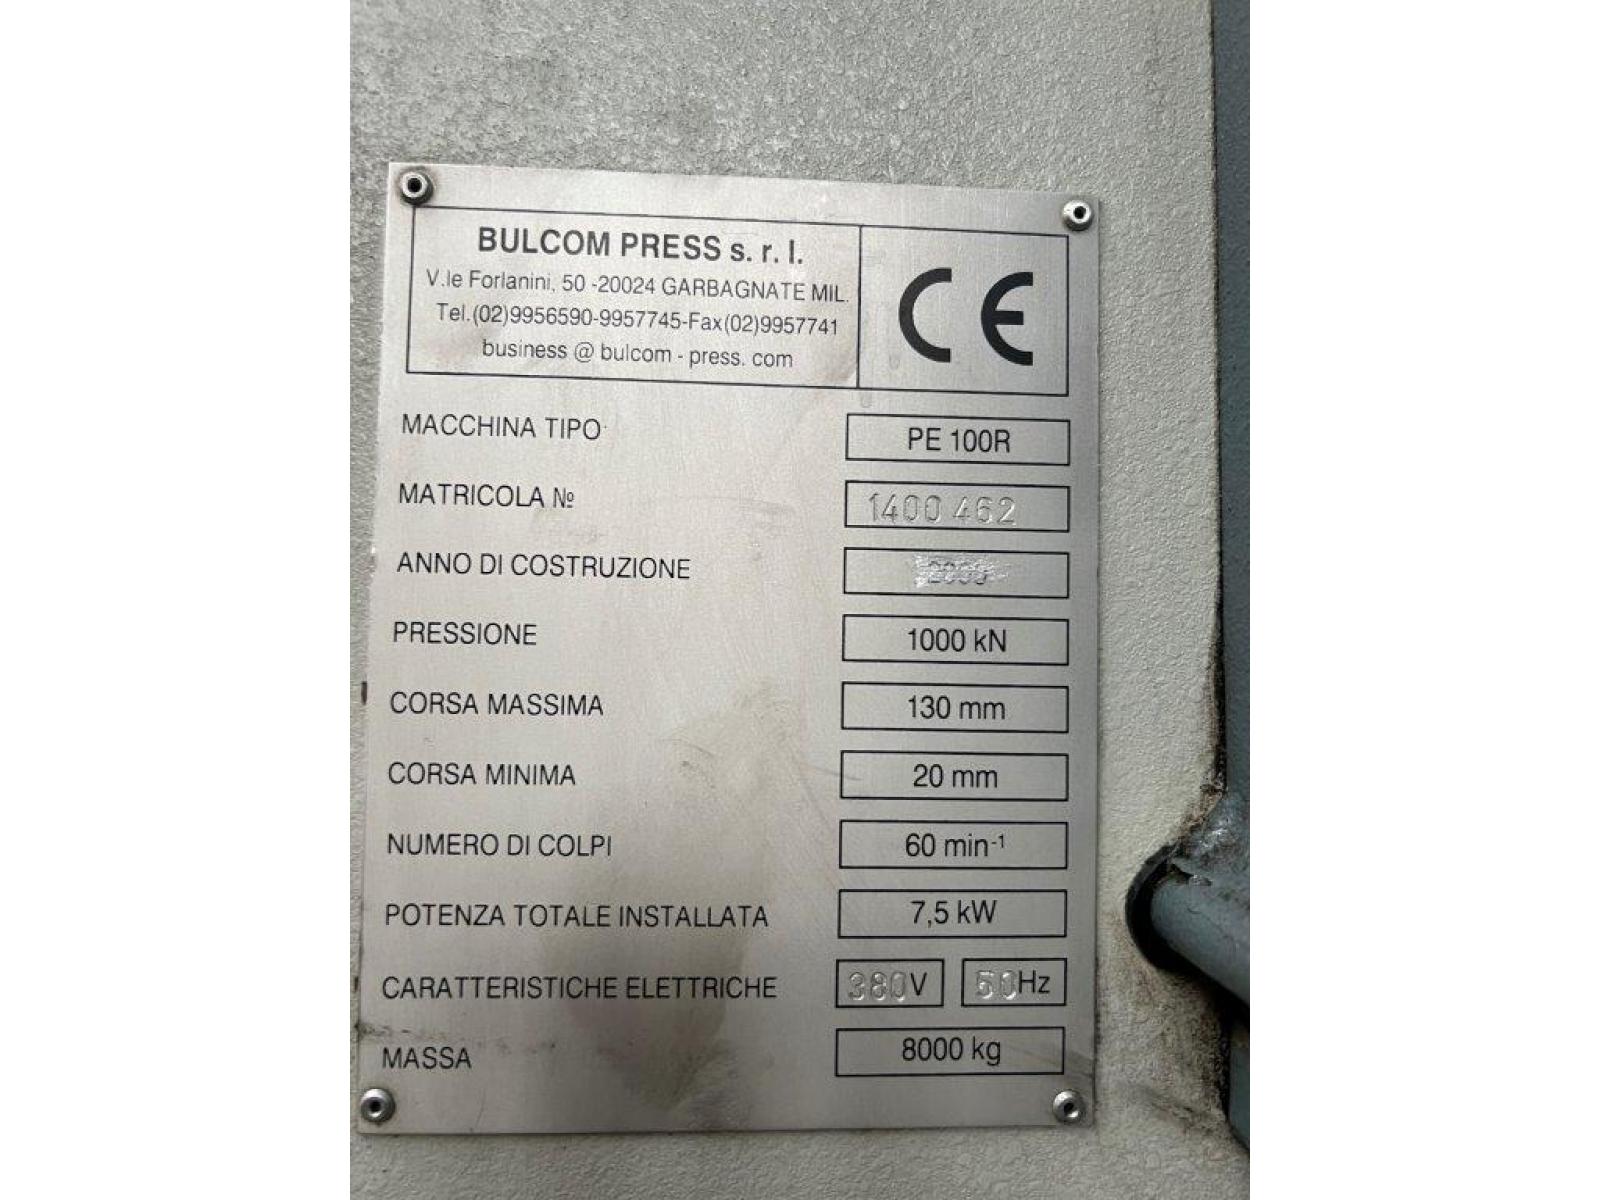 BULCOM PRESS s. r. l.
V.le Forlanini, 50 -20024 GARBAGNATE MIL.
Tel.(02)9956590-9957745-Fax(02)9957741
business @ bulcom - press. com
CE
MACCHINA TIPO PE 100R
MATRICOLA № 1400462
ANNO DI COSTRUZIONE
PRESSIONE 1000 kN
CORSA MASSIMA 130 mm
CORSA MINIMA 20 mm
NUMERO DI COLPI 60 min-¹
POTENZA TOTALE INSTALLATA 7,5 kW
CARATTERISTICHE ELETTRICHE 380V 50Hz
MASSA 8000 kg